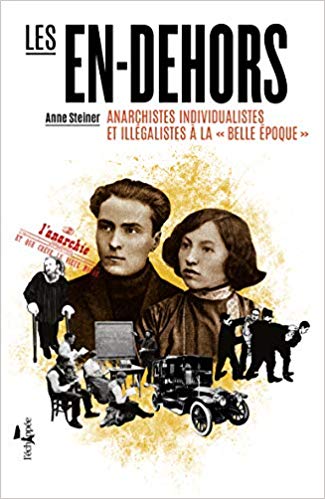 LES
EN-DEHORS
Anne Steiner
ANARCHISTES INDIVIDUALISTES
ET ILLÉGALISTES À LA « BELLE ÉPOQUE »
l'anarchie
l'échappée